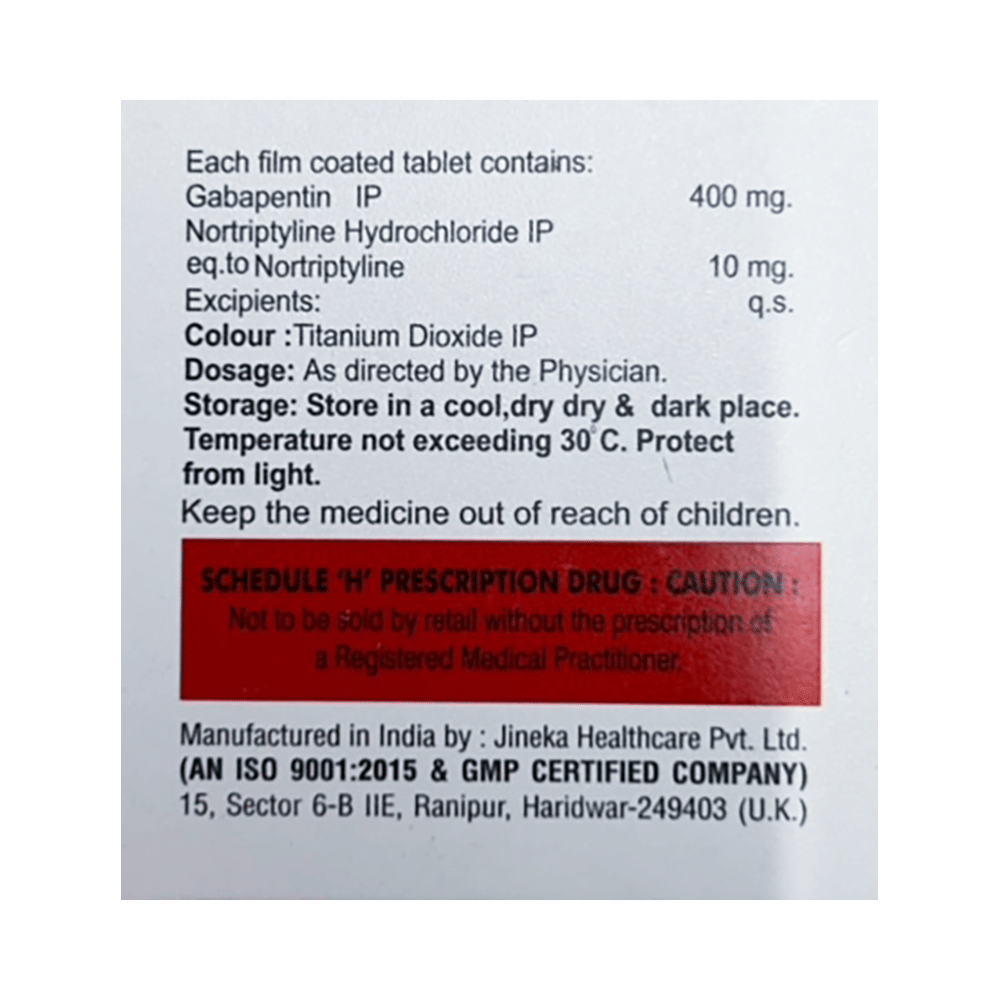 Each film coated tablet contains:
Gabapentin IP 400 mg.
Nortriptyline Hydrochloride IP
eq.to Nortriptyline 10 mg.
Excipients: q.s.
Colour :Titanium Dioxide IP
Dosage: As directed by the Physician.
Storage: Store in a cool,dry dry & dark place.
Temperature not exceeding 30°C. Protect
from light.
Keep the medicine out of reach of children.
SCHEDULE 'H' PRESCRIPTION DRUG : CAUTION :
Not to be sold by retail without the prescription of
a Registered Medical Practitioner.
Manufactured in India by : Jineka Healthcare Pvt. Ltd.
(AN ISO 9001:2015 & GMP CERTIFIED COMPANY)
15, Sector 6-B IIE, Ranipur, Haridwar-249403 (U.K.)